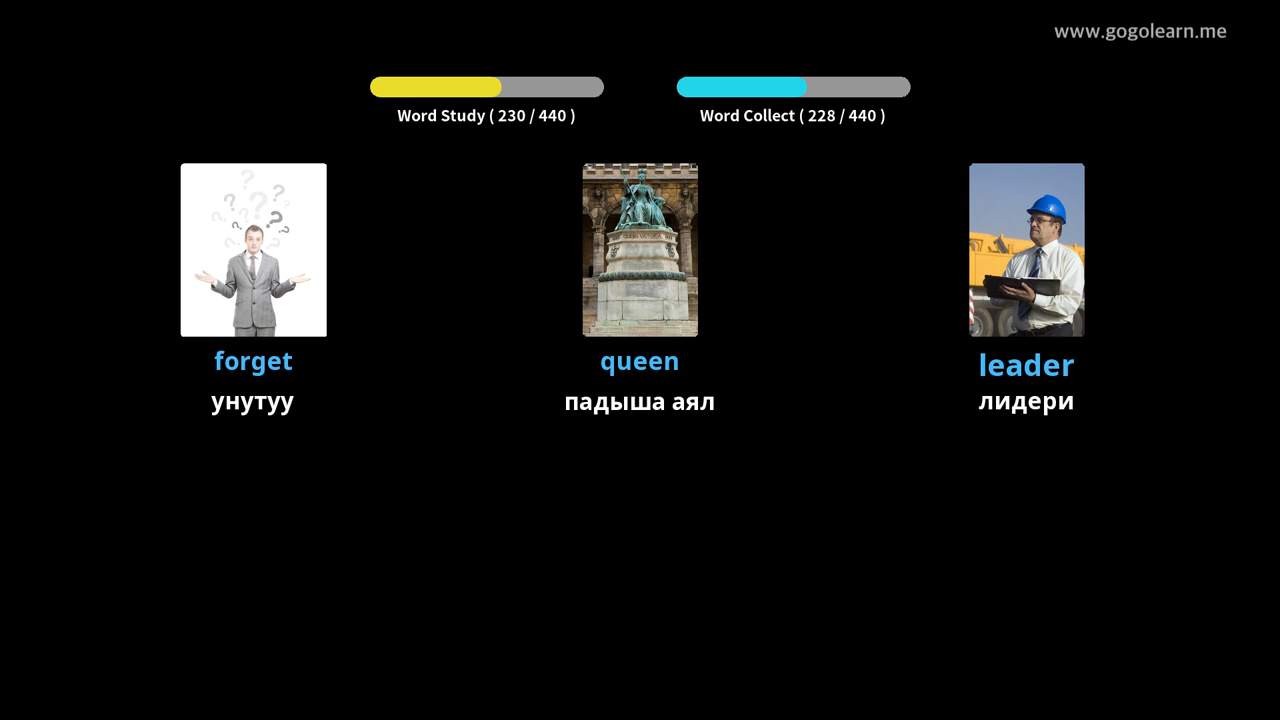 www.gogolearn.me
Word Study ( 230 / 440 )
Word Collect ( 228 / 440 )
forget
queen
leader
унутуу
падыша аял
лидери